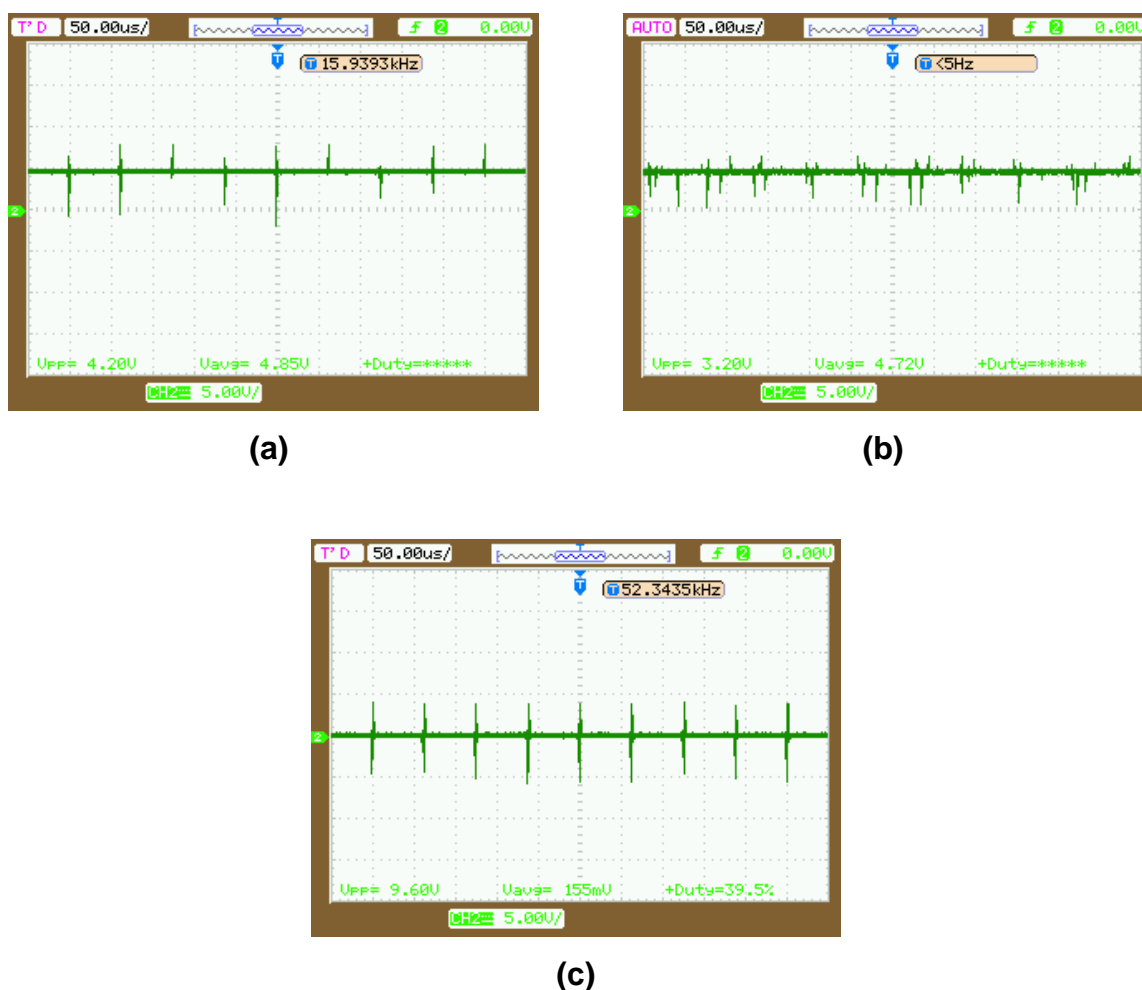 T'D 50.00us/ T ƒ 2 0.00V
T
T 15.9393kHz
2
Vpp= 4.20V Vavg= 4.85V +Duty=*****
CH2 5.00V/
(a)
AUTO 50.00us/ T ƒ 2 0.00V
T
T <5Hz
2
Vpp= 3.20V Vavg= 4.72V +Duty=*****
CH2 5.00V/
(b)
T'D 50.00us/ T ƒ 2 0.00V
T
T 52.3435kHz
2
Vpp= 9.60V Vavg= 155mV +Duty=39.5%
CH2 5.00V/
(c)